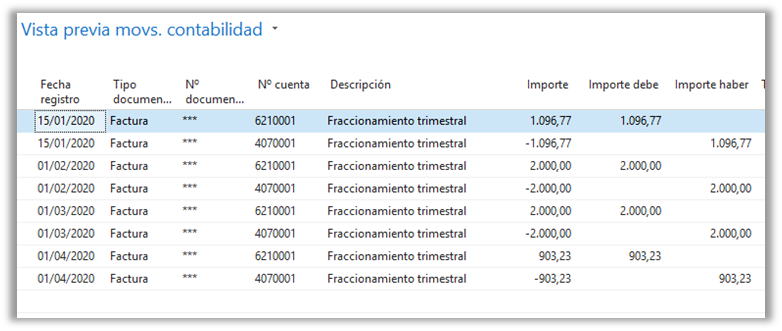 Vista previa movs. contabilidad
Fecha registro Tipo documen... Nº documen... Nº cuenta Descripción Importe Importe debe Importe haber
15/01/2020 Factura *** 6210001 Fraccionamiento trimestral 1.096,77 1.096,77
15/01/2020 Factura *** 4070001 Fraccionamiento trimestral -1.096,77 1.096,77
01/02/2020 Factura *** 6210001 Fraccionamiento trimestral 2.000,00 2.000,00
01/02/2020 Factura *** 4070001 Fraccionamiento trimestral -2.000,00 2.000,00
01/03/2020 Factura *** 6210001 Fraccionamiento trimestral 2.000,00 2.000,00
01/03/2020 Factura *** 4070001 Fraccionamiento trimestral -2.000,00 2.000,00
01/04/2020 Factura *** 6210001 Fraccionamiento trimestral 903,23 903,23
01/04/2020 Factura *** 4070001 Fraccionamiento trimestral -903,23 903,23